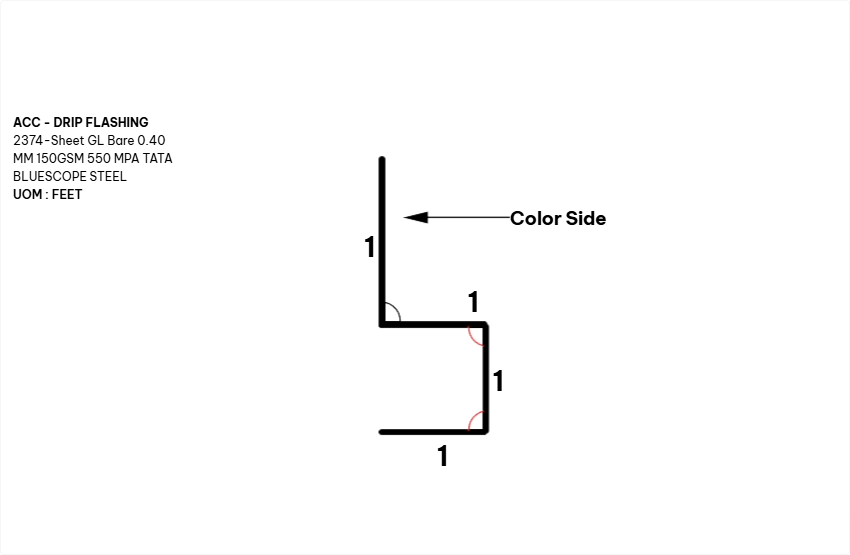 ACC - DRIP FLASHING
2374-Sheet GL Bare 0.40
MM 150GSM 550 MPA TATA
BLUESCOPE STEEL
UOM : FEET
Color Side
1
1
1
1